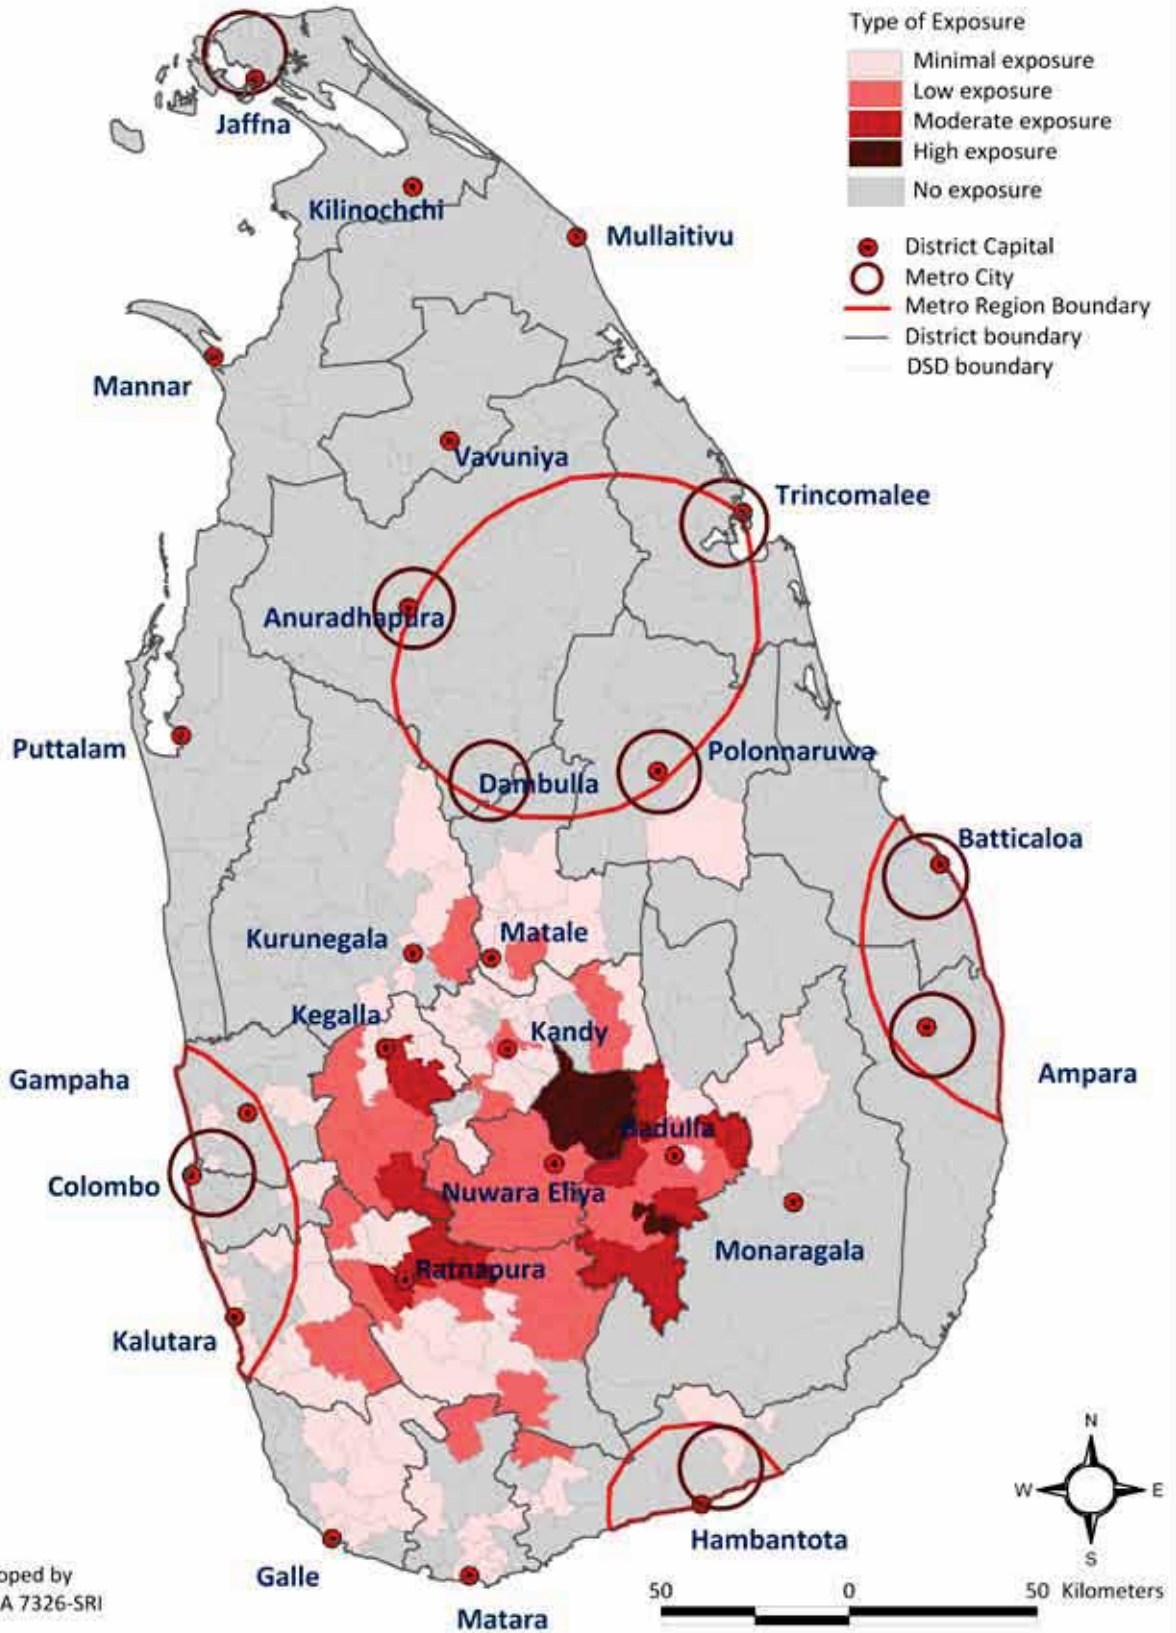 Type of Exposure
Minimal exposure
Low exposure
Moderate exposure
High exposure
No exposure
District Capital
Metro City
Metro Region Boundary
District boundary
DSD boundary
Jaffna
Kilinochchi
Mullaitivu
Mannar
Vavuniya
Trincomalee
Anuradhapura
Puttalam
Dambulla
Polonnaruwa
Batticaloa
Kurunegala
Matale
Kegalla
Kandy
Gampaha
Ampara
Badulla
Colombo
Nuwara Eliya
Monaragala
Ratnapura
Kalutara
Hambantota
Galle
Matara
N
W
E
S
oped by
A 7326-SRI
50 0 50 Kilometers